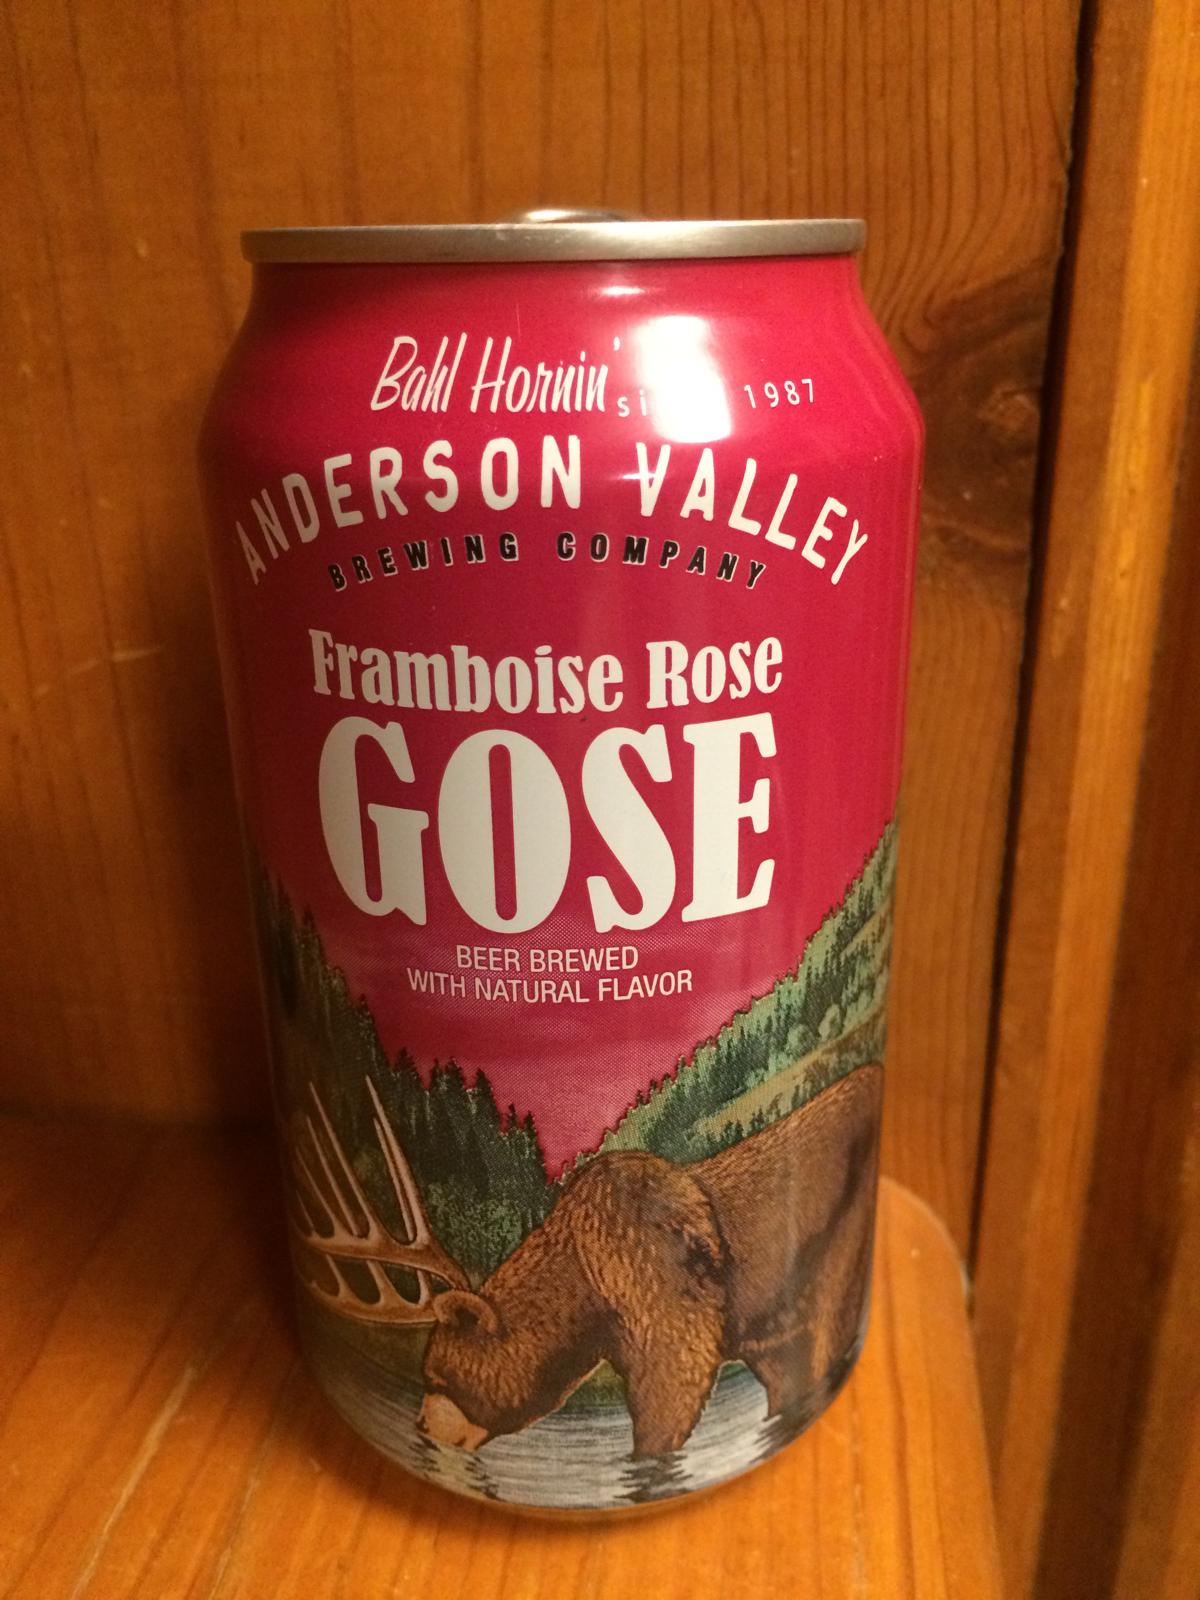 Bahl Hornin' 1987
ANDERSON VALLEY
BREWING COMPANY
Framboise Rose
GOSE
BEER BREWED
WITH NATURAL FLAVOR